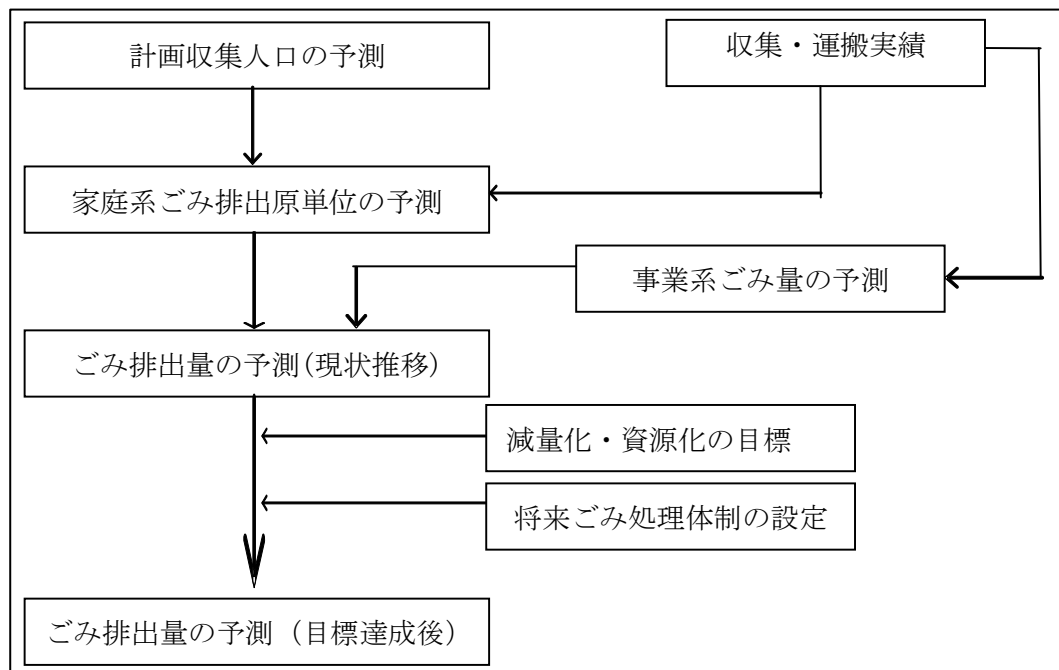 計画収集人口の予測
収集・運搬実績
家庭系ごみ排出原単位の予測
事業系ごみ量の予測
ごみ排出量の予測(現状推移)
減量化・資源化の目標
将来ごみ処理体制の設定
ごみ排出量の予測（目標達成後）